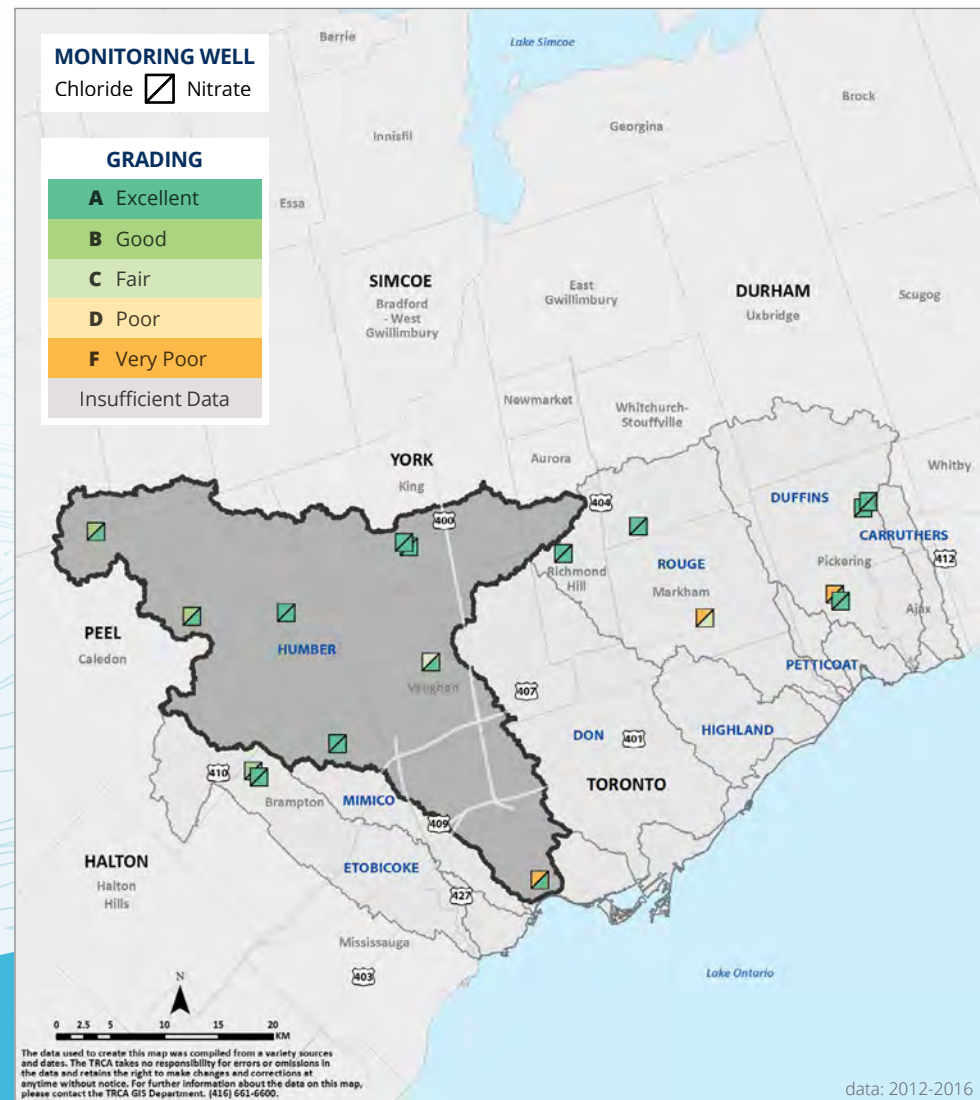 MONITORING WELL
Chloride Nitrate
GRADING
A Excellent
B Good
C Fair
D Poor
F Very Poor
Insufficient Data
Barrie
Lake Simcoe
Brock
Innisfil
Georgina
Essa
SIMCOE
Bradford
- West
Gwillimbury
East
Gwillimbury
DURHAM
Uxbridge
Scugog
Newmarket
Whitchurch-
Stouffville
YORK
King
Aurora
Whitby
400
404
DUFFINS
CARRUTHERS
412
Richmond
Hill
ROUGE
Markham
Pickering
Ajax
PEEL
Caledon
HUMBER
Vaughan
PETTICOAT
407
DON
401
HIGHLAND
TORONTO
410
Brampton
MIMICO
409
HALTON
Halton
Hills
ETOBICOKE
427
Mississauga
403
Lake Ontario
N
0 2.5 5 10 15 20
KM
The data used to create this map was compiled from a variety sources
and dates. The TRCA takes no responsibility for errors or omissions in
the data and retains the right to make changes and corrections at
anytime without notice. For further information about the data on this map,
please contact the TRCA GIS Department. (416) 661-6600.
data: 2012-2016